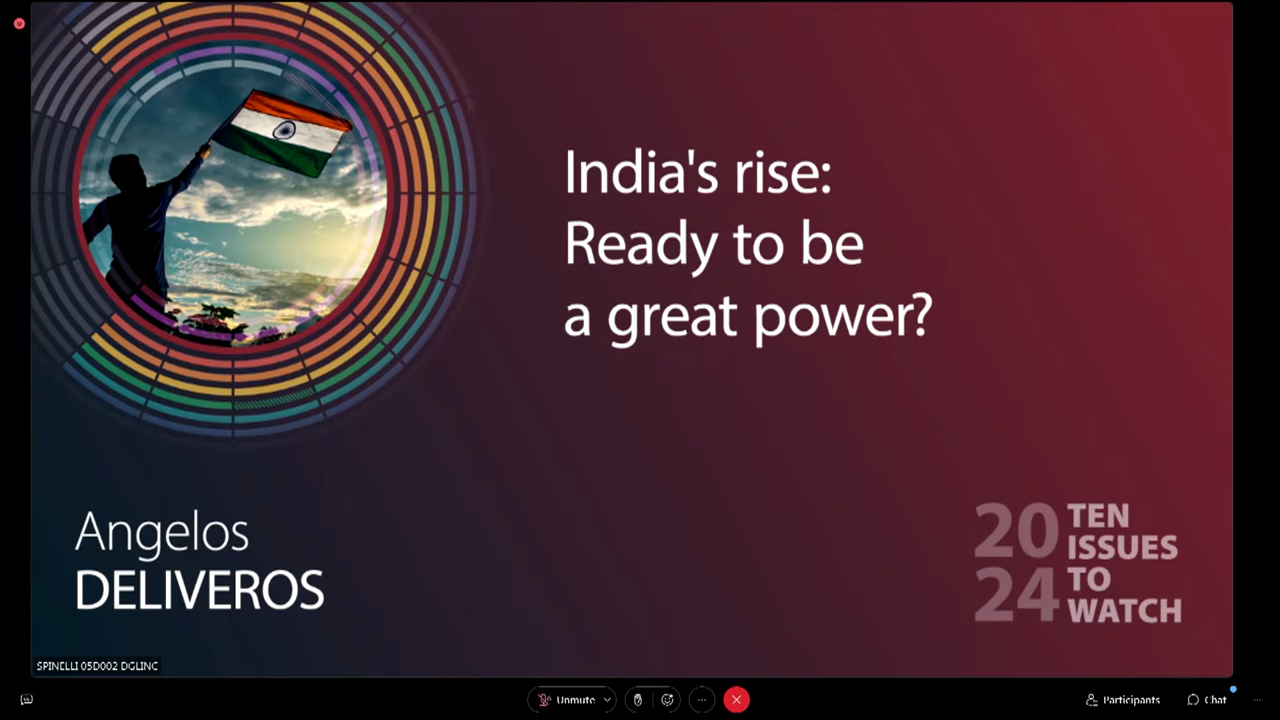 India's rise:
Ready to be
a great power?
Angelos
DELIVEROS
20
24
TEN
ISSUES
TO
WATCH
SPINELLI 05D002 DGLINC
Unmute
Participants
Chat